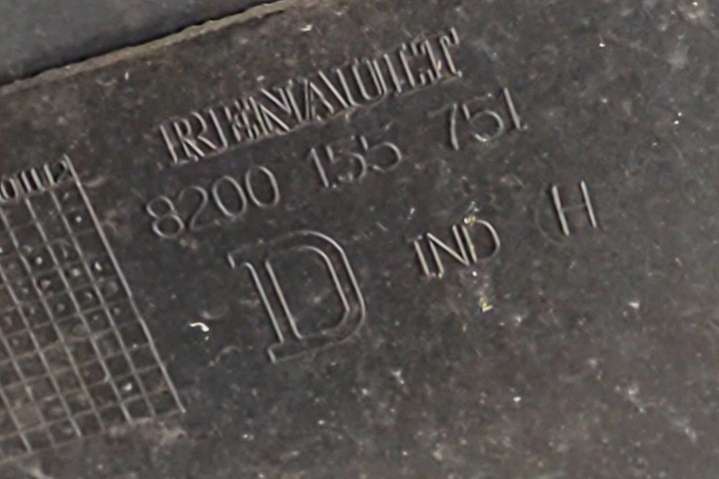 RENAULT
8200 155 751
D IND H